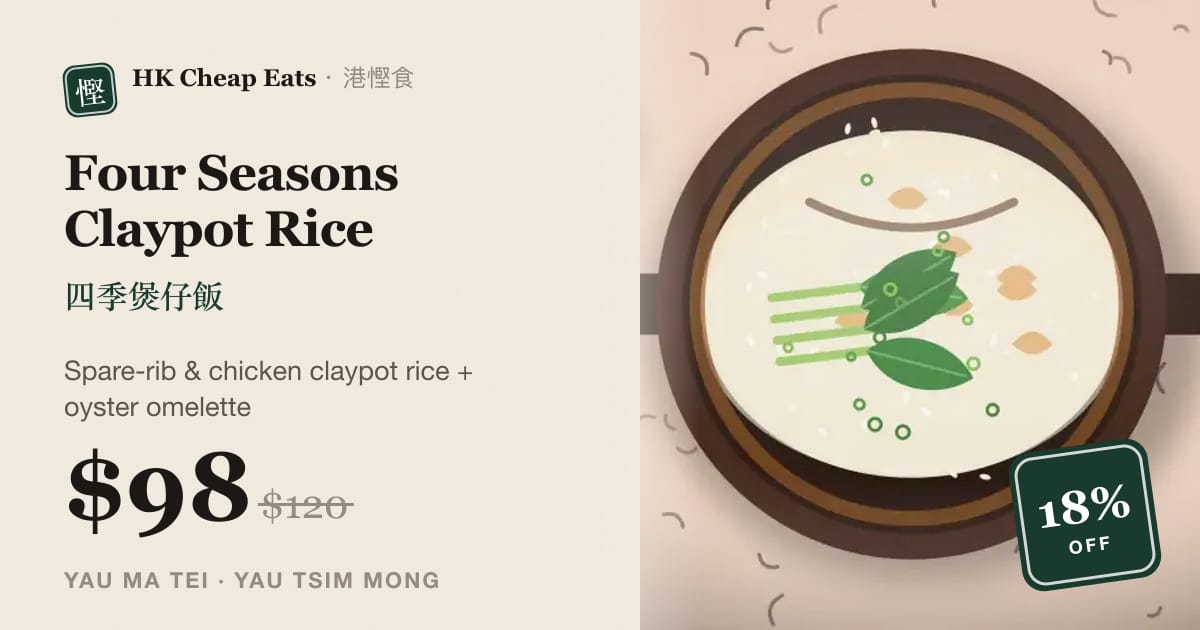 慳
HK Cheap Eats · 港慳食
Four Seasons
Claypot Rice
四季煲仔飯
Spare-rib & chicken claypot rice +
oyster omelette
$98 $120
YAU MA TEI · YAU TSIM MONG
18%
OFF